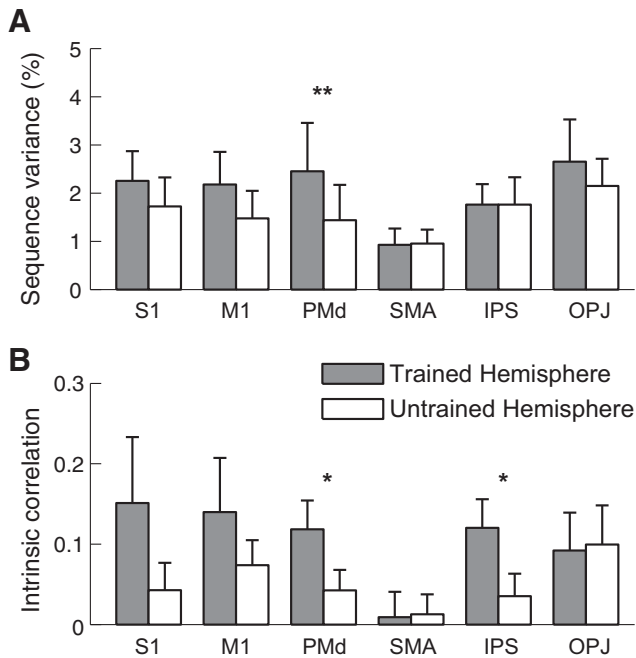 A
Sequence variance (%)
5
4
3
2
1
0
**
S1 M1 PMd SMA IPS OPJ
B
Intrinsic correlation
0.3
0.2
0.1
0
Trained Hemisphere
Untrained Hemisphere
* *
S1 M1 PMd SMA IPS OPJ